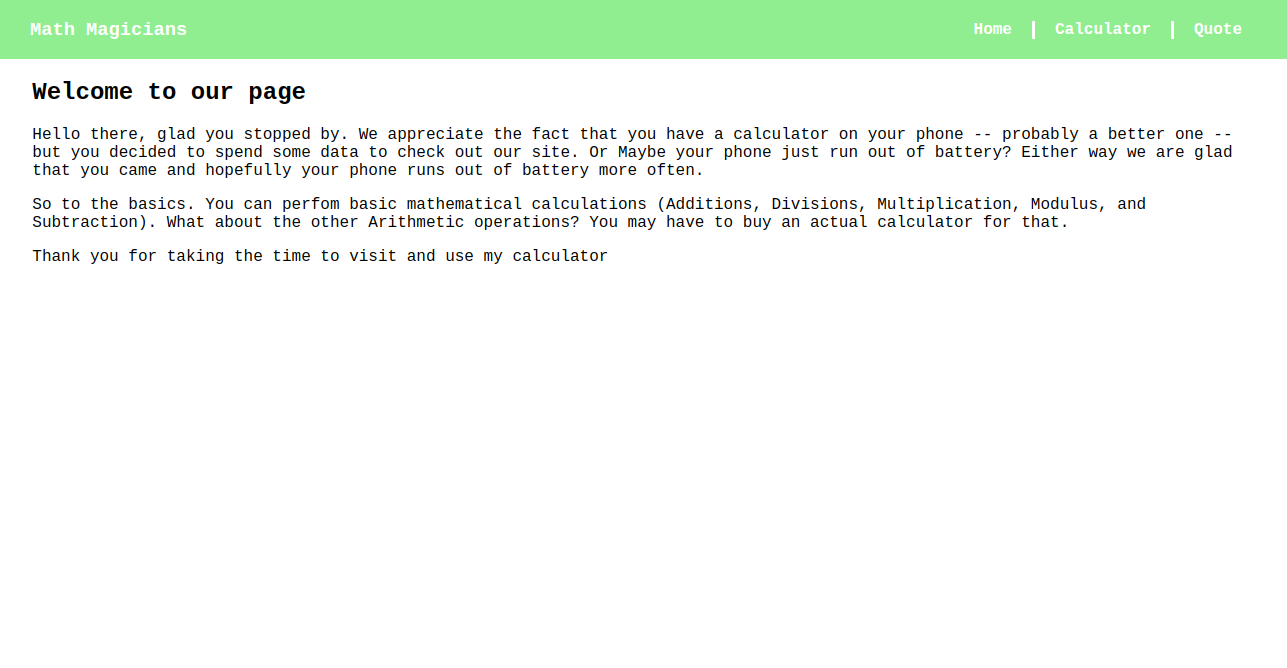 Math Magicians
Home
Calculator
Quote
Welcome to our page
Hello there, glad you stopped by. We appreciate the fact that you have a calculator on your phone -- probably a better one --
but you decided to spend some data to check out our site. Or Maybe your phone just run out of battery? Either way we are glad
that you came and hopefully your phone runs out of battery more often.
So to the basics. You can perfom basic mathematical calculations (Additions, Divisions, Multiplication, Modulus, and
Subtraction). What about the other Arithmetic operations? You may have to buy an actual calculator for that.
Thank you for taking the time to visit and use my calculator